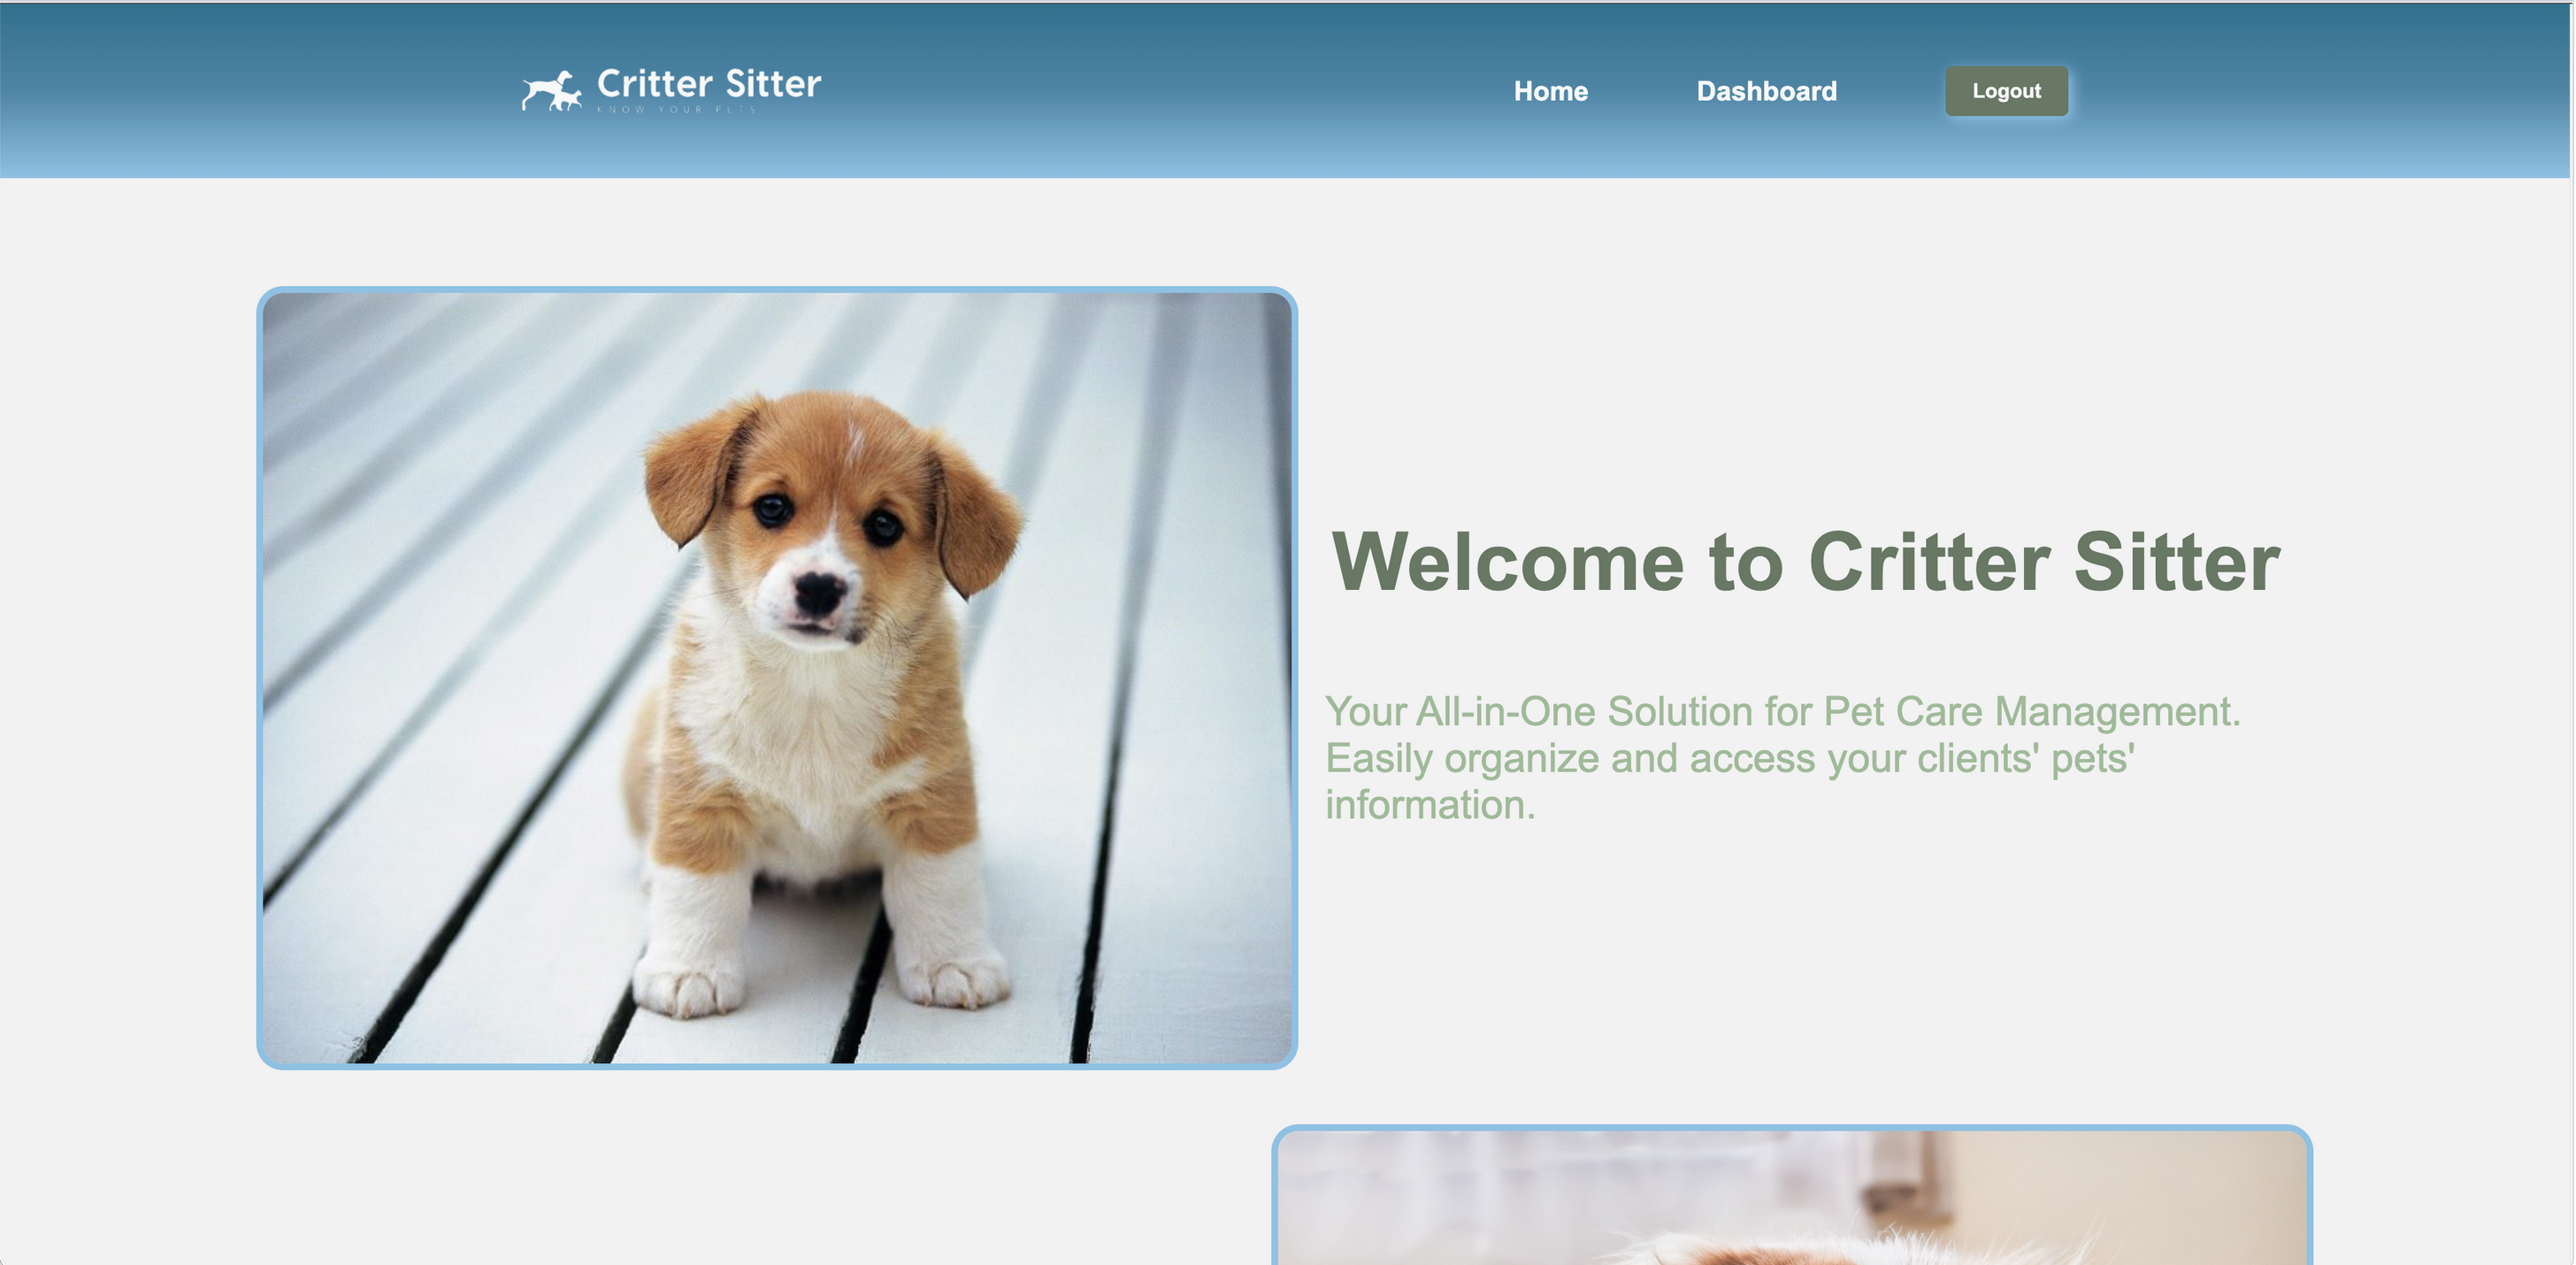 Critter Sitter
KNOW YOUR PETS
Home
Dashboard
Logout
Welcome to Critter Sitter
Your All-in-One Solution for Pet Care Management.
Easily organize and access your clients' pets'
information.